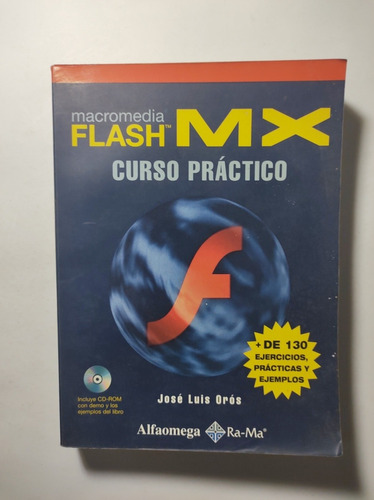 macromedia
FLASH™ MX
CURSO PRÁCTICO
+ DE 130
EJERCICIOS,
PRÁCTICAS Y
EJEMPLOS
Incluye CD-ROM
con demo y los
ejemplos del libro
José Luis Orós
Alfaomega Ra-Ma®